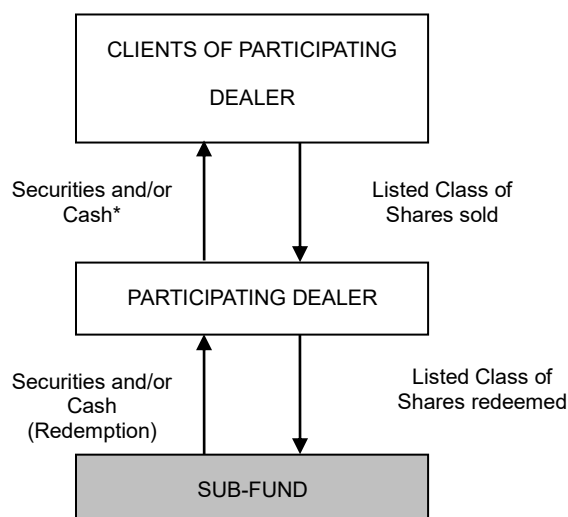 CLIENTS OF PARTICIPATING
DEALER
Securities and/or
Cash*
Listed Class of
Shares sold
PARTICIPATING DEALER
Securities and/or
Cash
(Redemption)
Listed Class of
Shares redeemed
SUB-FUND